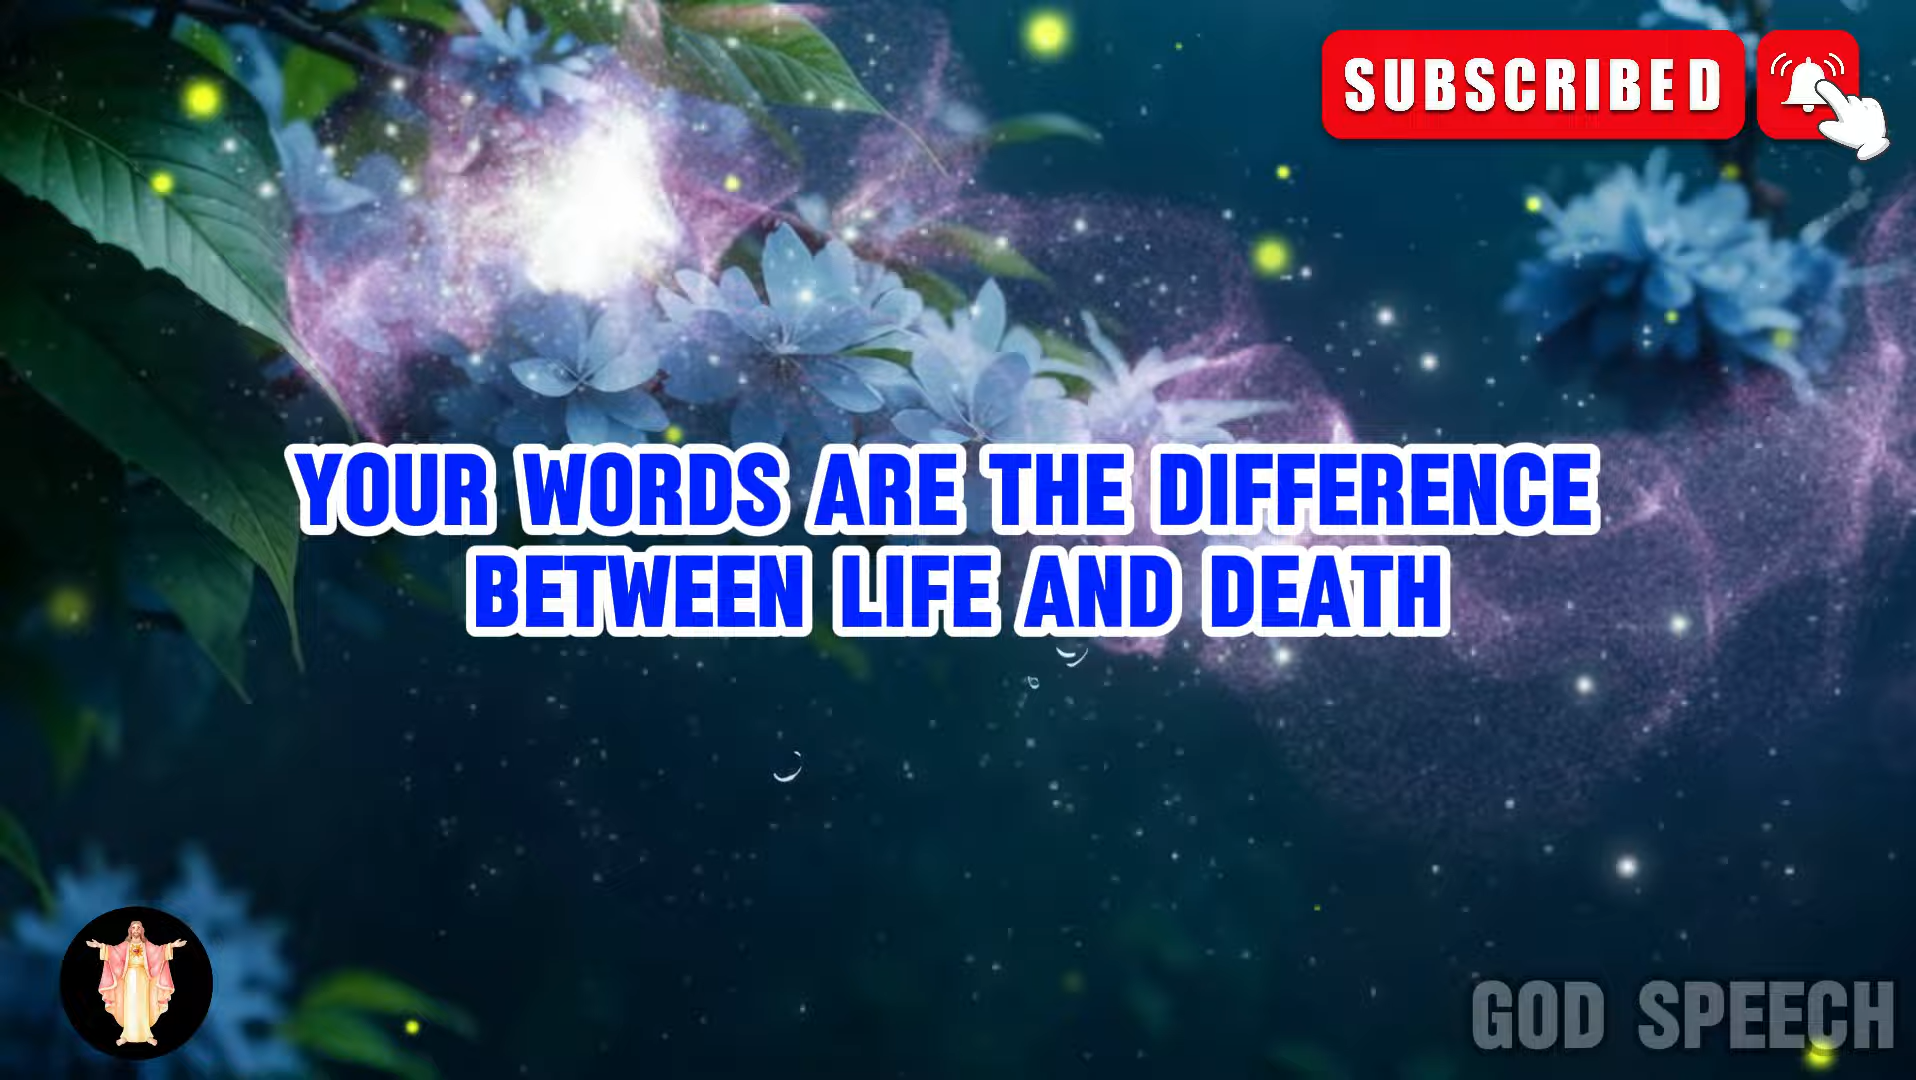 SUBSCRIBED
YOUR WORDS ARE THE DIFFERENCE
BETWEEN LIFE AND DEATH
GOD SPEECH